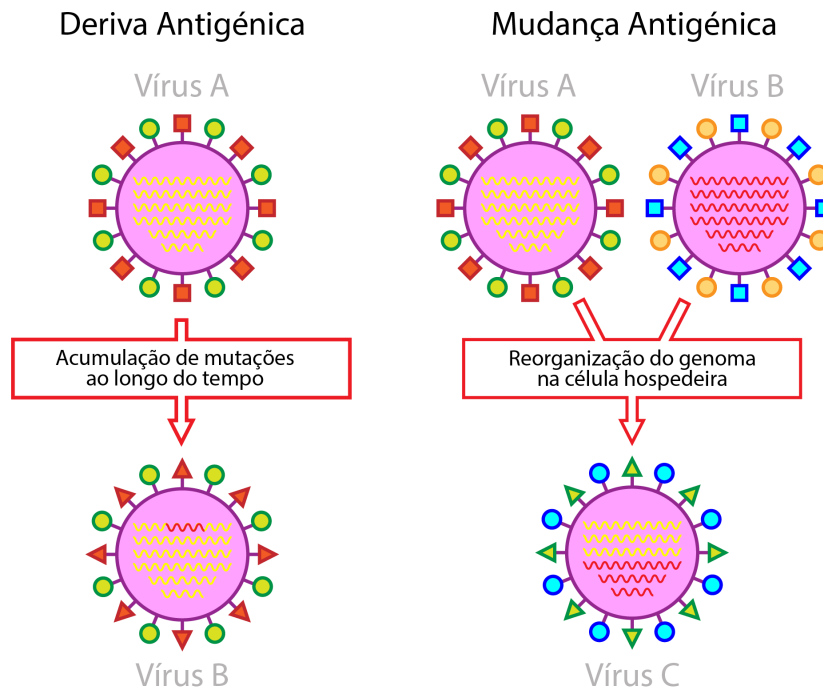 Deriva Antigénica
Mudança Antigénica
Vírus A
Vírus A
Vírus B
Acumulação de mutações
ao longo do tempo
Reorganização do genoma
na célula hospedeira
Vírus B
Vírus C